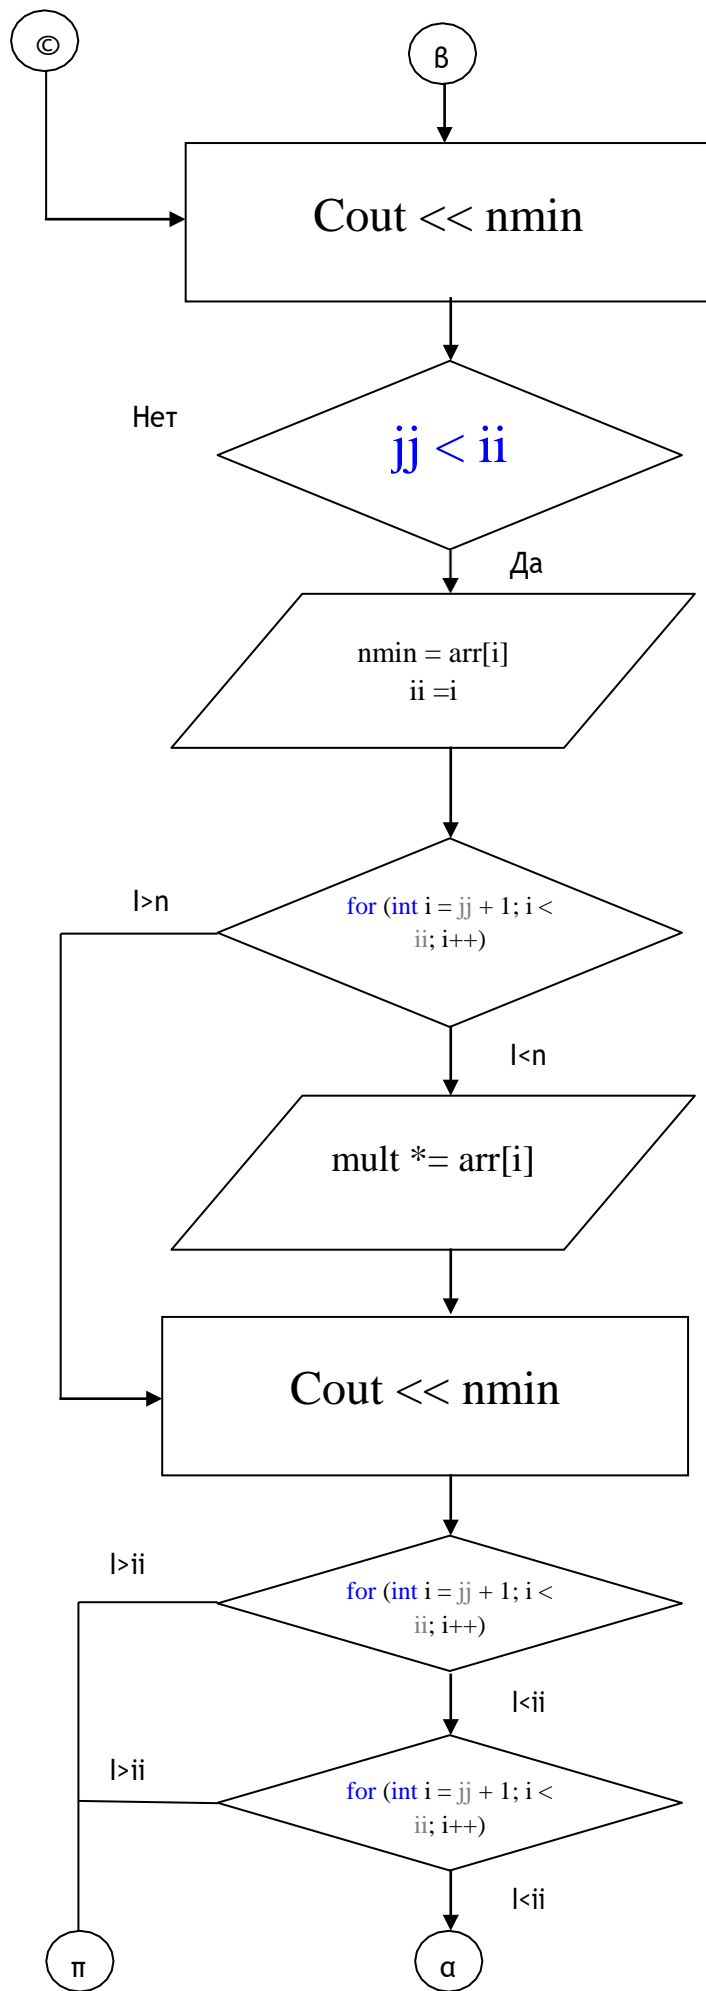 ©
β
Cout << nmin
Нет
jj < ii
Да
nmin = arr[i]
ii =i
I>n
for (int i = jj + 1; i <
ii; i++)
I<n
mult *= arr[i]
Cout << nmin
I>ii
for (int i = jj + 1; i <
ii; i++)
I<ii
I>ii
for (int i = jj + 1; i <
ii; i++)
I<ii
π
α